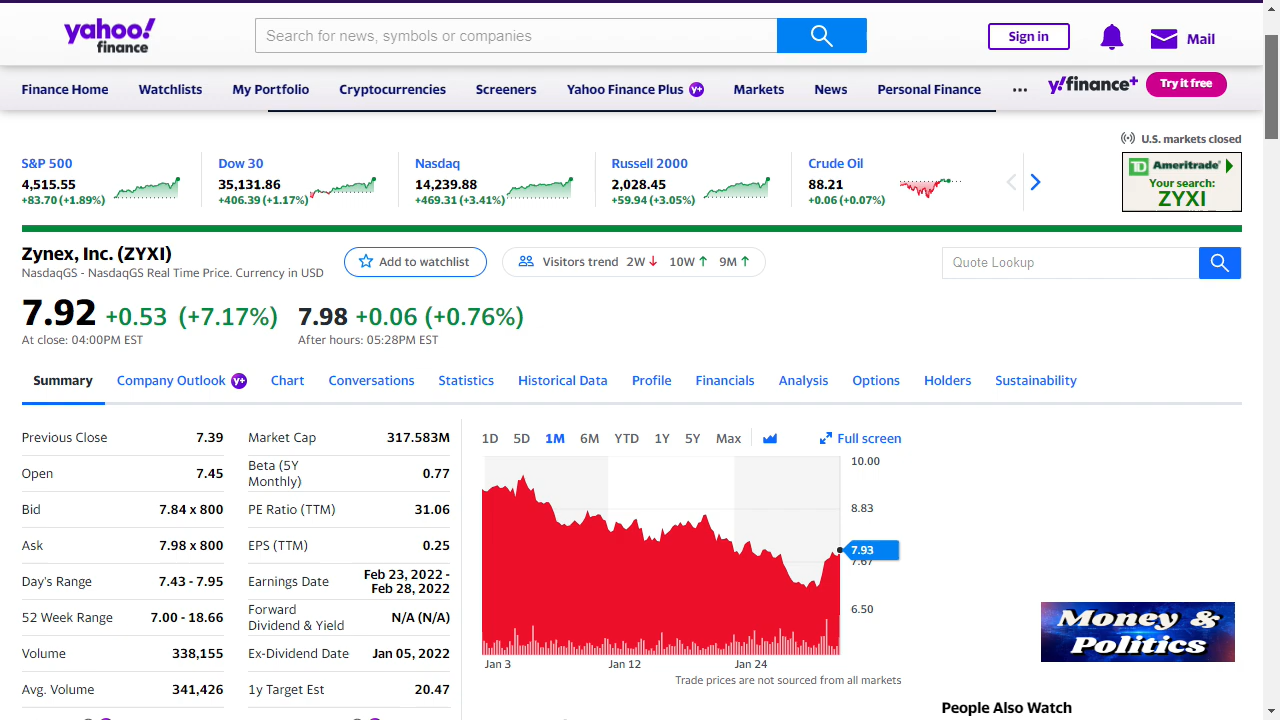 yahoo!
finance
Search for news, symbols or companies
Sign in
Mail
Finance Home
Watchlists
My Portfolio
Cryptocurrencies
Screeners
Yahoo Finance Plus y+
Markets
News
Personal Finance
...
y!finance+
Try it free
U.S. markets closed
S&P 500
4,515.55
+83.70 (+1.89%)
Dow 30
35,131.86
+406.39 (+1.17%)
Nasdaq
14,239.88
+469.31 (+3.41%)
Russell 2000
2,028.45
+59.94 (+3.05%)
Crude Oil
88.21
+0.06 (+0.07%)
TD Ameritrade
Your search:
ZYXI
Zynex, Inc. (ZYXI)
NasdaqGS - NasdaqGS Real Time Price. Currency in USD
Add to watchlist
Visitors trend 2W 10W 9M
Quote Lookup
7.92 +0.53 (+7.17%)
At close: 04:00PM EST
7.98 +0.06 (+0.76%)
After hours: 05:28PM EST
Summary
Company Outlook y+
Chart
Conversations
Statistics
Historical Data
Profile
Financials
Analysis
Options
Holders
Sustainability
Previous Close 7.39
Open 7.45
Bid 7.84 x 800
Ask 7.98 x 800
Day's Range 7.43 - 7.95
52 Week Range 7.00 - 18.66
Volume 338,155
Avg. Volume 341,426
Market Cap 317.583M
Beta (5Y
Monthly) 0.77
PE Ratio (TTM) 31.06
EPS (TTM) 0.25
Earnings Date Feb 23, 2022 -
Feb 28, 2022
Forward
Dividend & Yield N/A (N/A)
Ex-Dividend Date Jan 05, 2022
1y Target Est 20.47
1D 5D 1M 6M YTD 1Y 5Y Max
Full screen
10.00
8.83
7.93
7.67
6.50
Jan 3
Jan 12
Jan 24
Trade prices are not sourced from all markets
Money &
Politics
People Also Watch